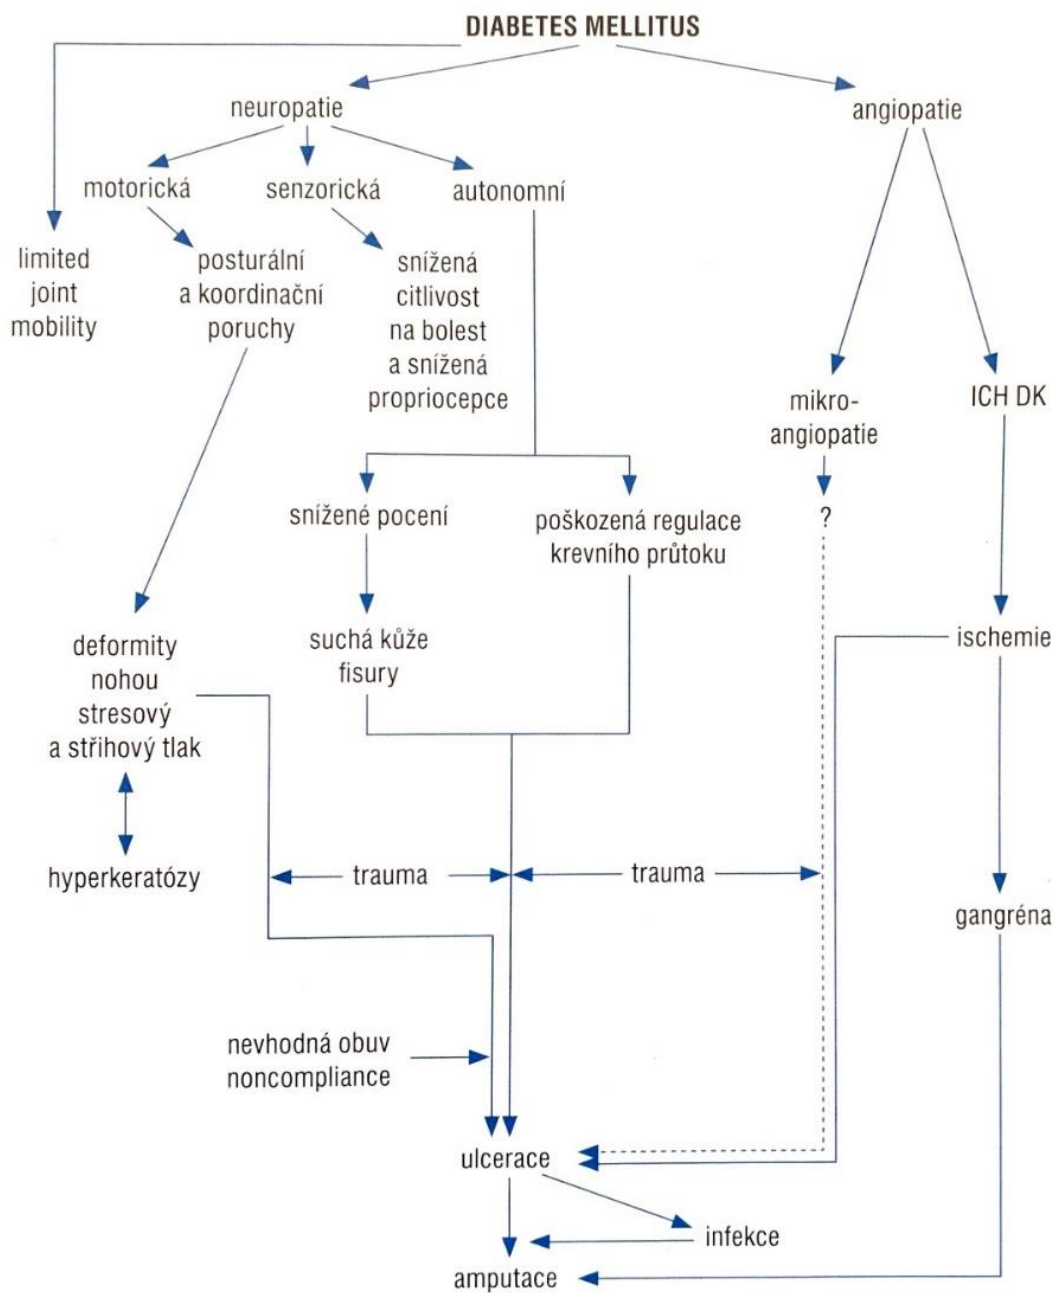 DIABETES MELLITUS
neuropatie
angiopatie
motorická
senzorická
autonomní
limited
joint
mobility
posturální
a koordinační
poruchy
snížená
citlivost
na bolest
a snížená
propriocepce
mikro-
angiopatie
ICH DK
snížené pocení
poškozená regulace
krevního průtoku
?
deformity
nohou
stresový
a střihový tlak
suchá kůže
fisury
ischemie
hyperkeratózy
trauma
trauma
gangréna
nevhodná obuv
noncompliance
ulcerace
infekce
amputace